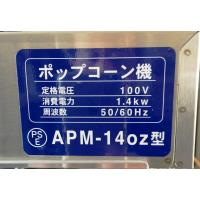 ポップコーン機
定格電圧 100V
消費電力 1.4kw
周波数 50/60Hz
PSE APM-14oz型